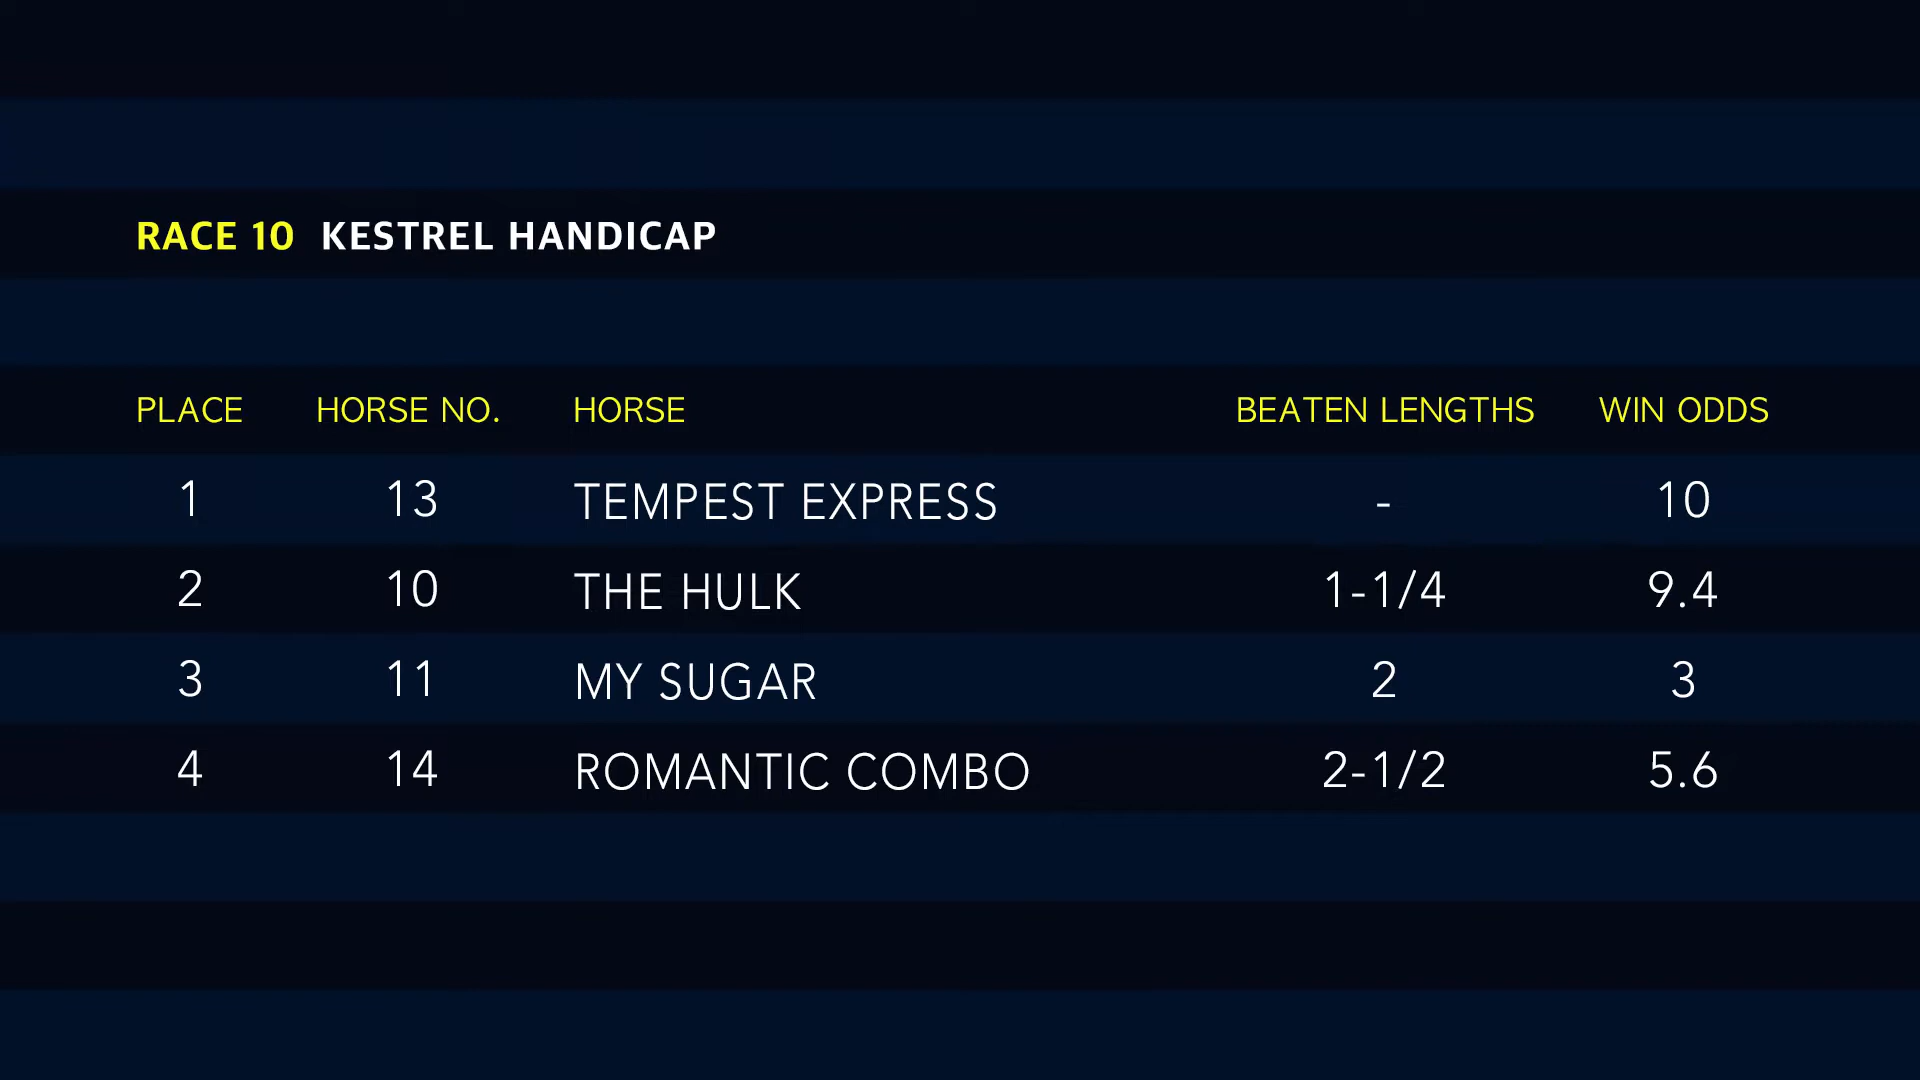 RACE 10 KESTREL HANDICAP
PLACE HORSE NO. HORSE BEATEN LENGTHS WIN ODDS
1 13 TEMPEST EXPRESS - 10
2 10 THE HULK 1-1/4 9.4
3 11 MY SUGAR 2 3
4 14 ROMANTIC COMBO 2-1/2 5.6